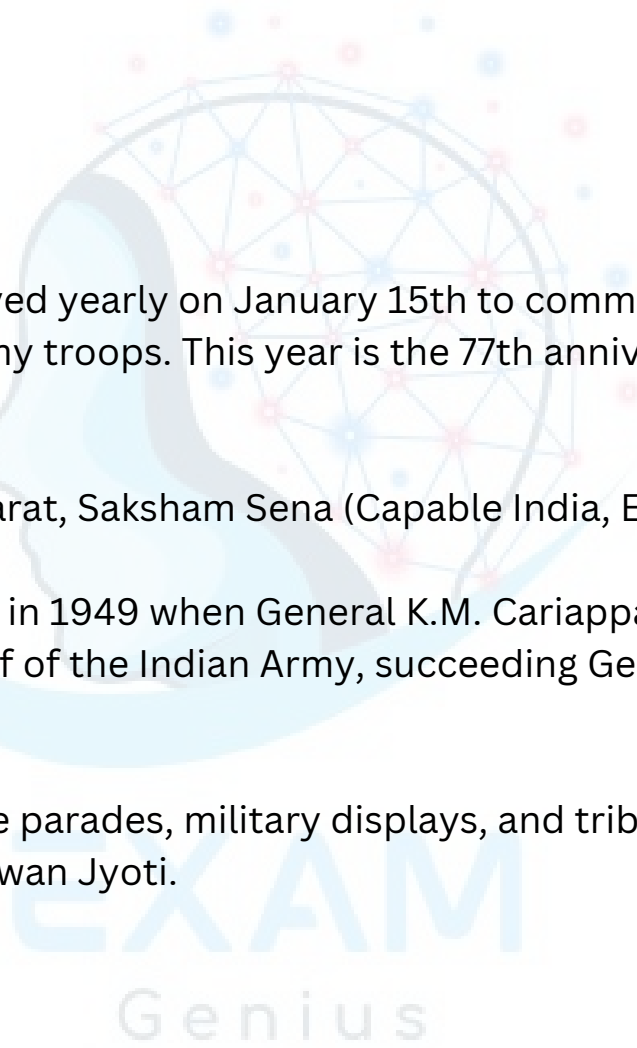 ved yearly on January 15th to comm
ny troops. This year is the 77th anniv
arat, Saksham Sena (Capable India, E
in 1949 when General K.M. Cariappa
f of the Indian Army, succeeding Ge
e parades, military displays, and trib
wan Jyoti.
EXAM
Genius